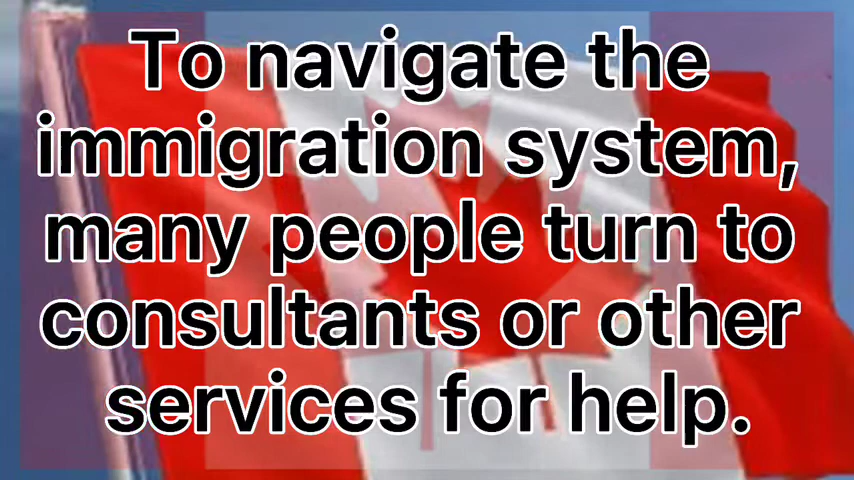 To navigate the
immigration system,
many people turn to
consultants or other
services for help.